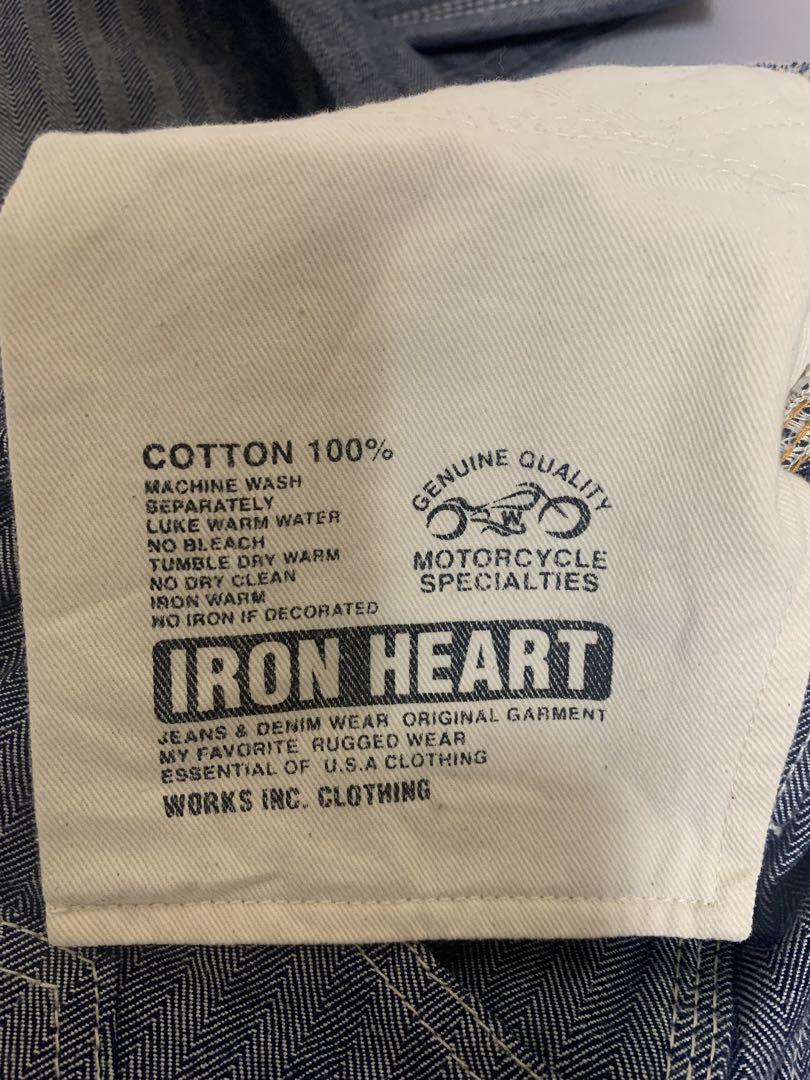 COTTON 100%
MACHINE WASH
SEPARATELY
LUKE WARM WATER
NO BLEACH
TUMBLE DRY WARM
NO DRY CLEAN
IRON WARM
NO IRON IF DECORATED
GENUINE QUALITY
W
MOTORCYCLE
SPECIALTIES
IRON HEART
JEANS & DENIM WEAR ORIGINAL GARMENT
MY FAVORITE RUGGED WEAR
ESSENTIAL OF U.S.A CLOTHING
WORKS INC. CLOTHING